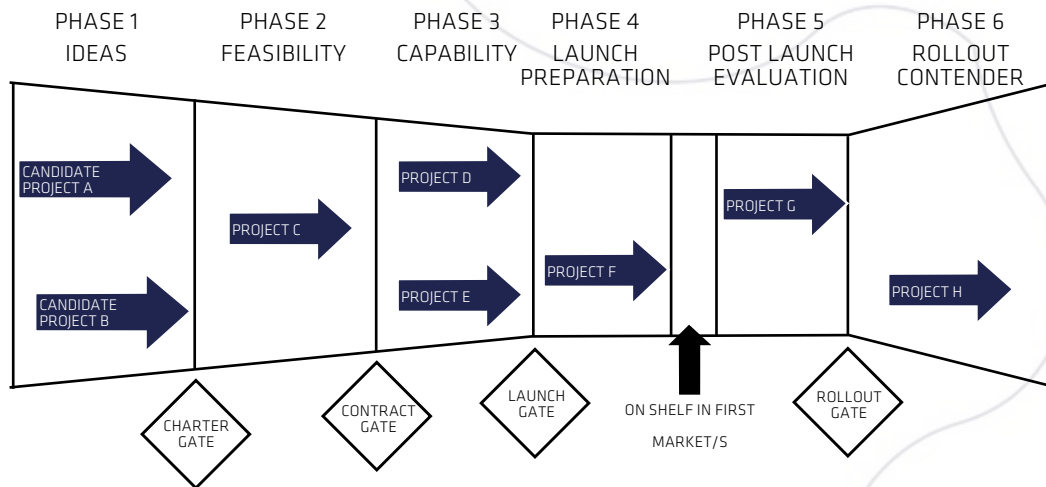 PHASE 1
IDEAS
PHASE 2
FEASIBILITY
PHASE 3
CAPABILITY
PHASE 4
LAUNCH
PREPARATION
PHASE 5
POST LAUNCH
EVALUATION
PHASE 6
ROLLOUT
CONTENDER
CANDIDATE
PROJECT A
CANDIDATE
PROJECT B
PROJECT C
PROJECT D
PROJECT E
PROJECT F
PROJECT G
PROJECT H
CHARTER
GATE
CONTRACT
GATE
LAUNCH
GATE
ON SHELF IN FIRST
MARKET/S
ROLLOUT
GATE